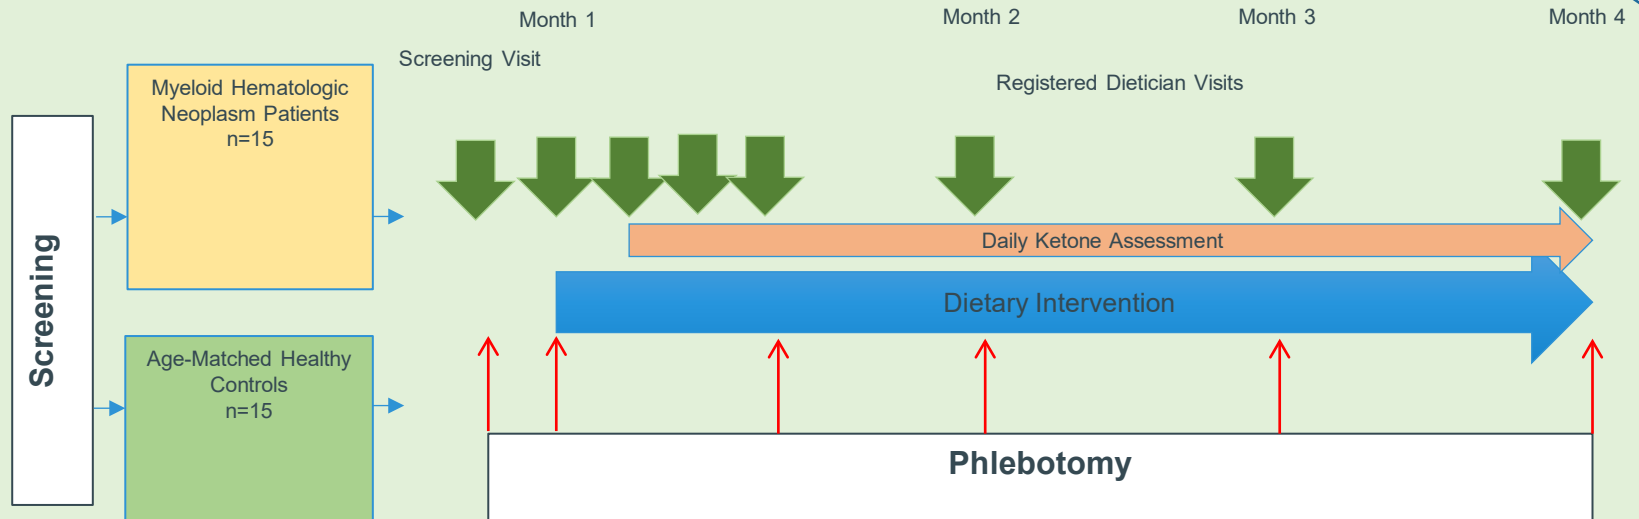 Month 1
Month 2
Month 3
Month 4
Screening Visit
Registered Dietician Visits
Screening
Myeloid Hematologic
Neoplasm Patients
n=15
Age-Matched Healthy
Controls
n=15
Daily Ketone Assessment
Dietary Intervention
Phlebotomy